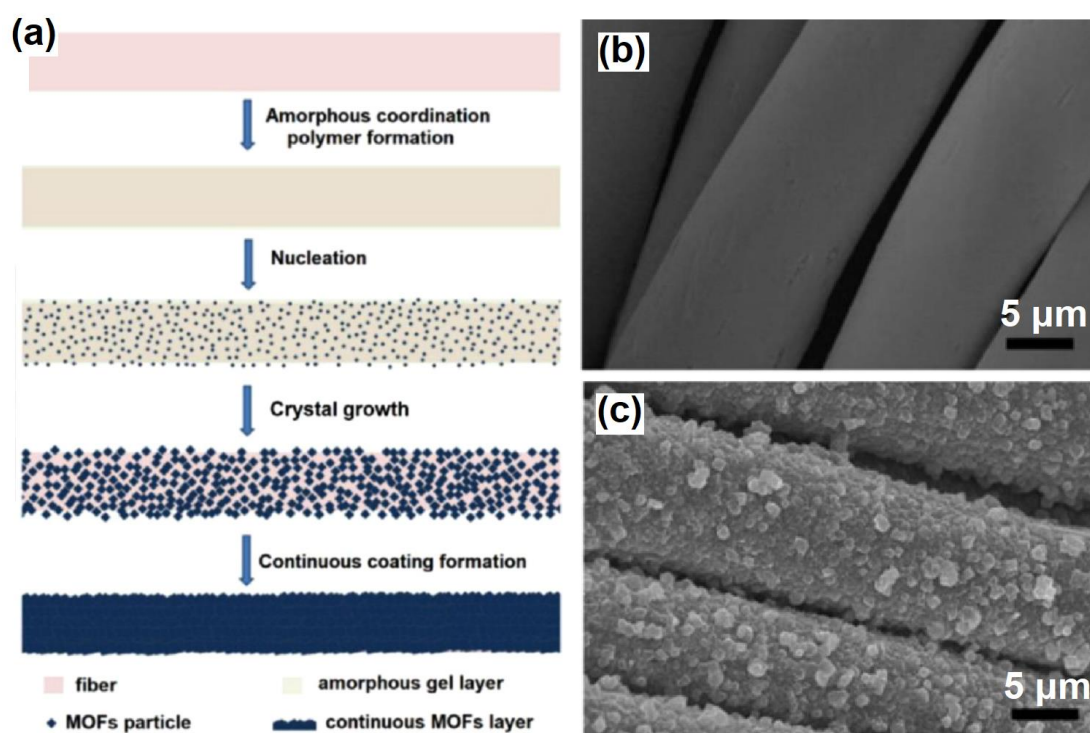 (a)
Amorphous coordination
polymer formation
Nucleation
Crystal growth
Continuous coating formation
fiber
amorphous gel layer
MOFs particle
continuous MOFs layer
(b)
5 μm
(c)
5 μm